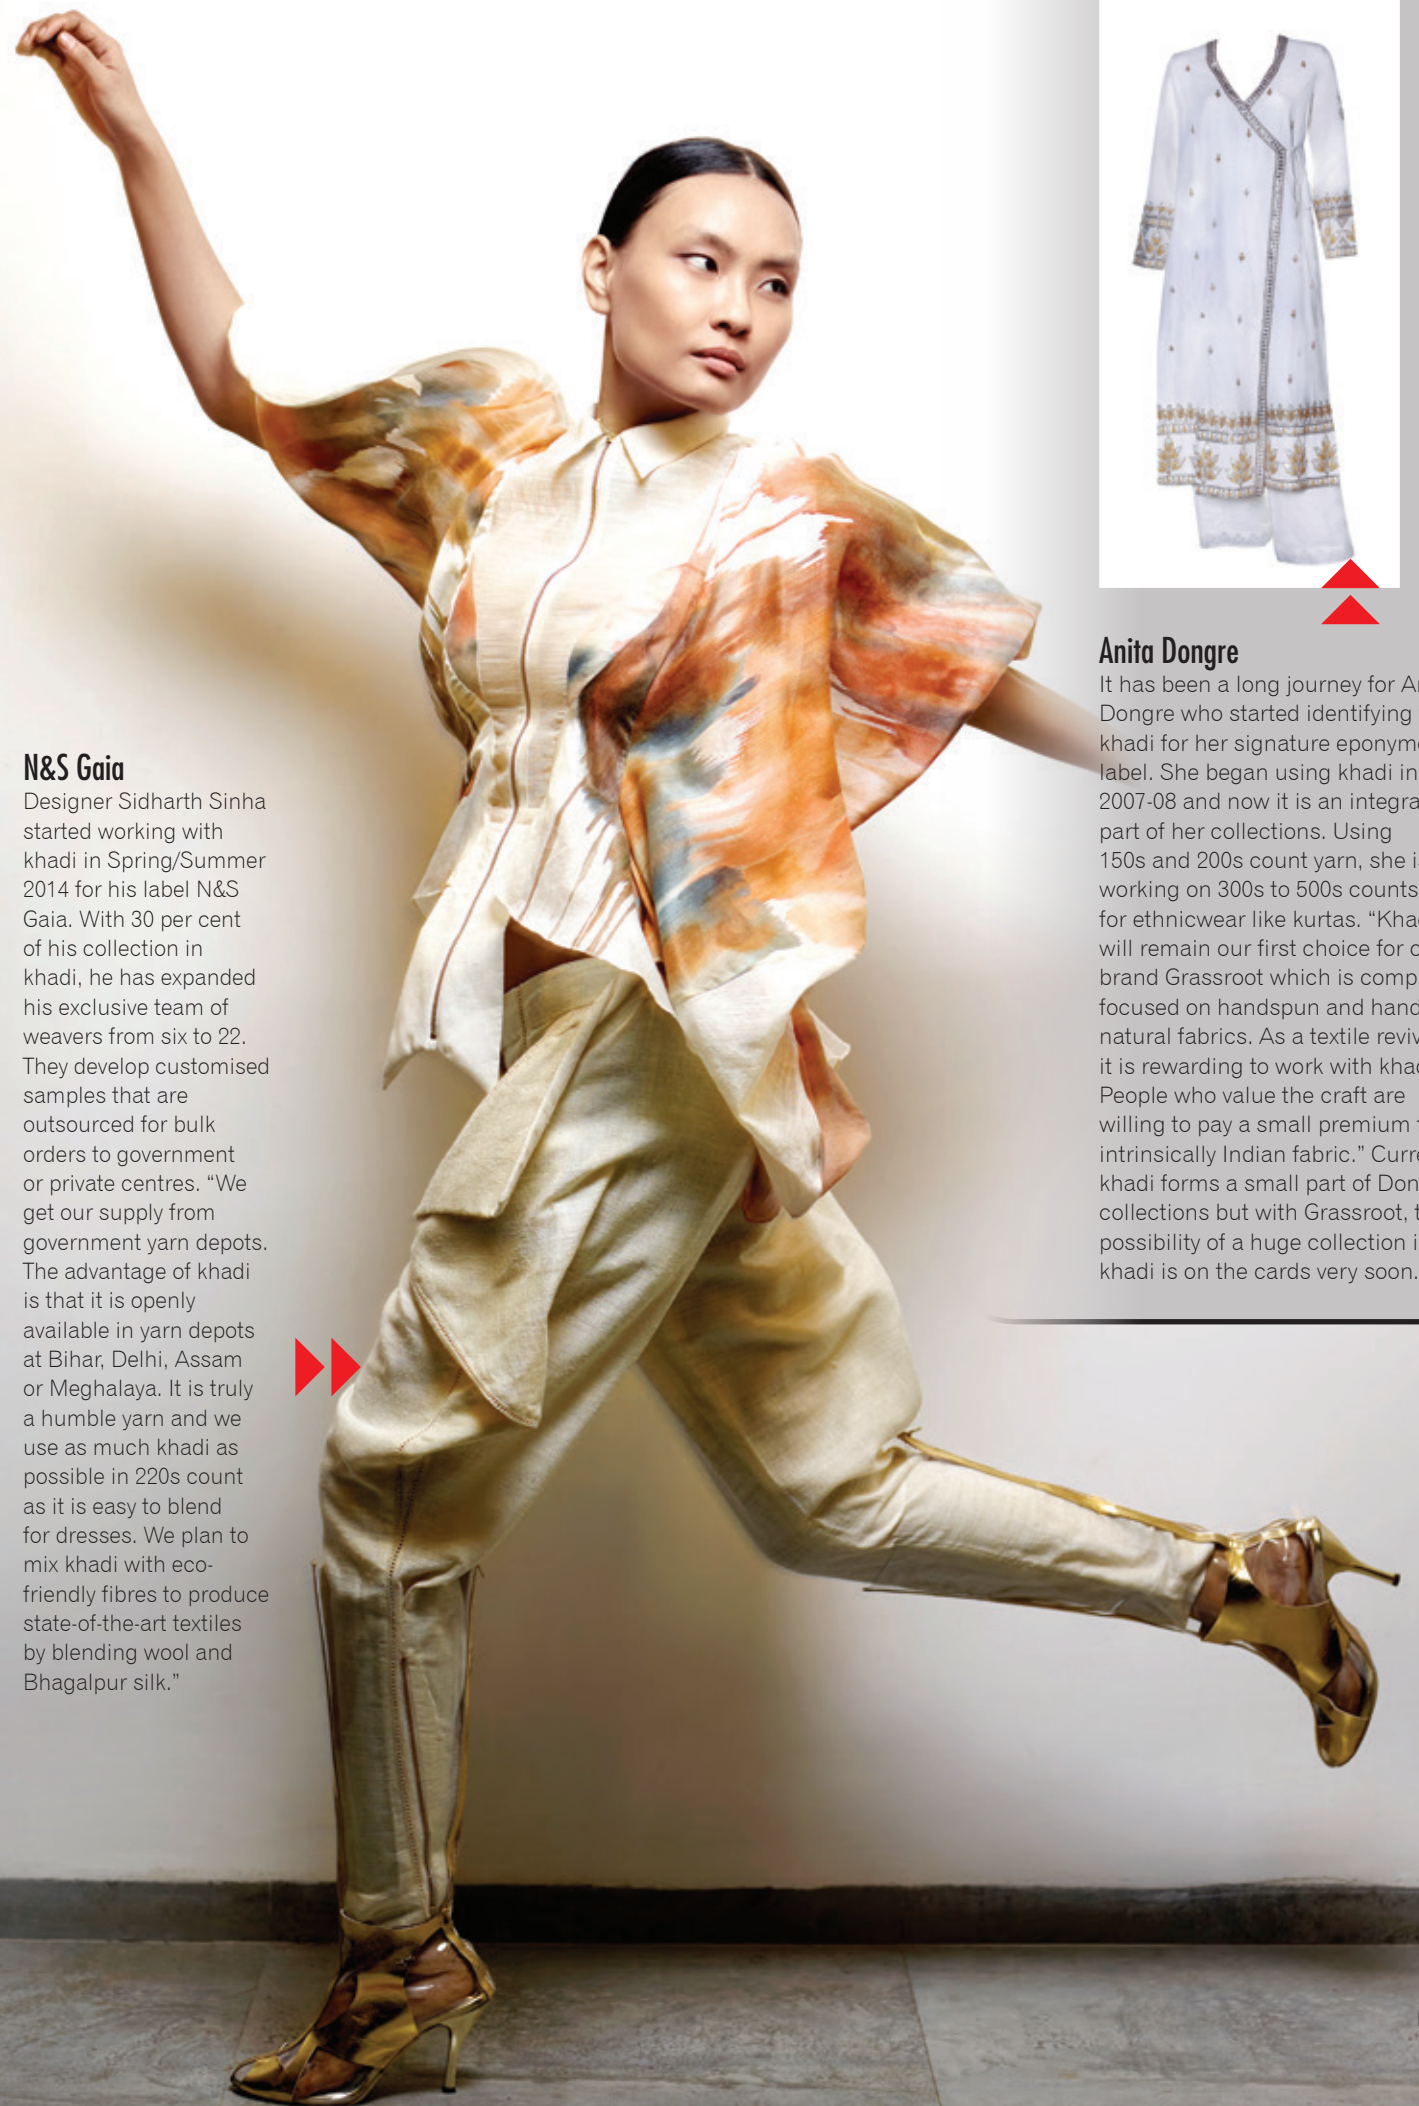 N&S Gaia
Designer Sidharth Sinha
started working with
khadi in Spring/Summer
2014 for his label N&S
Gaia. With 30 per cent
of his collection in
khadi, he has expanded
his exclusive team of
weavers from six to 22.
They develop customised
samples that are
outsourced for bulk
orders to government
or private centres. “We
get our supply from
government yarn depots.
The advantage of khadi
is that it is openly
available in yarn depots
at Bihar, Delhi, Assam
or Meghalaya. It is truly
a humble yarn and we
use as much khadi as
possible in 220s count
as it is easy to blend
for dresses. We plan to
mix khadi with eco-
friendly fibres to produce
state-of-the-art textiles
by blending wool and
Bhagalpur silk.”
Anita Dongre
It has been a long journey for
Dongre who started identifying
khadi for her signature
label. She began using khadi in
2007-08 and now it is an
part of her collections. Using
150s and 200s count yarn, she
working on 300s to 500s counts
for ethnicwear like kurtas.
will remain our first choice for
brand Grassroot which is
focused on handspun and
natural fabrics. As a textile
it is rewarding to work with
People who value the craft are
willing to pay a small premium
intrinsically Indian fabric.”
khadi forms a small part of
collections but with Grassroot,
possibility of a huge collection
khadi is on the cards very soon.